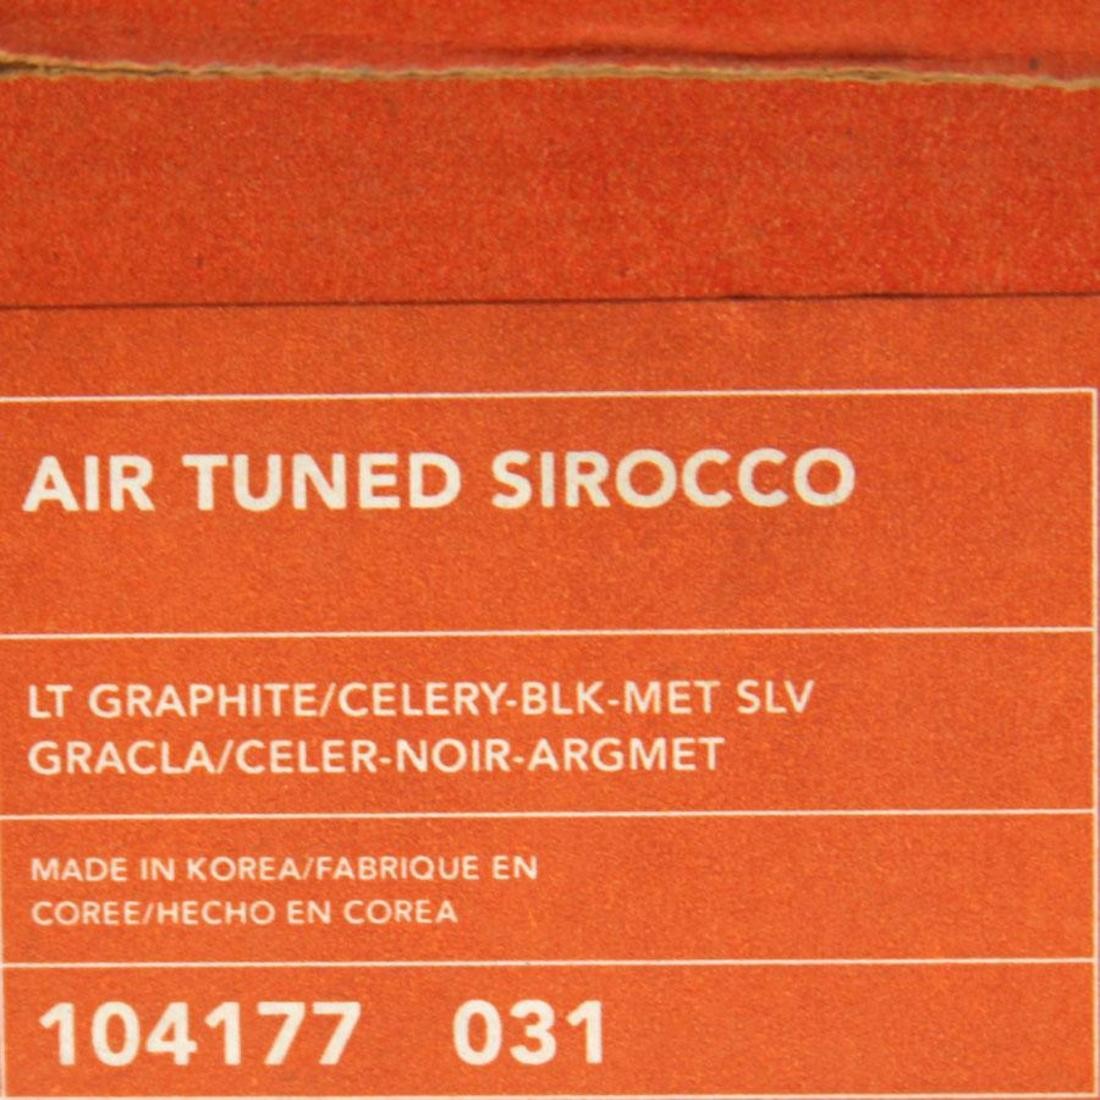 AIR TUNED SIROCCO
LT GRAPHITE/CELERY-BLK-MET SLV
GRACLA/CELER-NOIR-ARGMET
MADE IN KOREA/FABRIQUE EN
COREE/HECHO EN COREA
104177 031